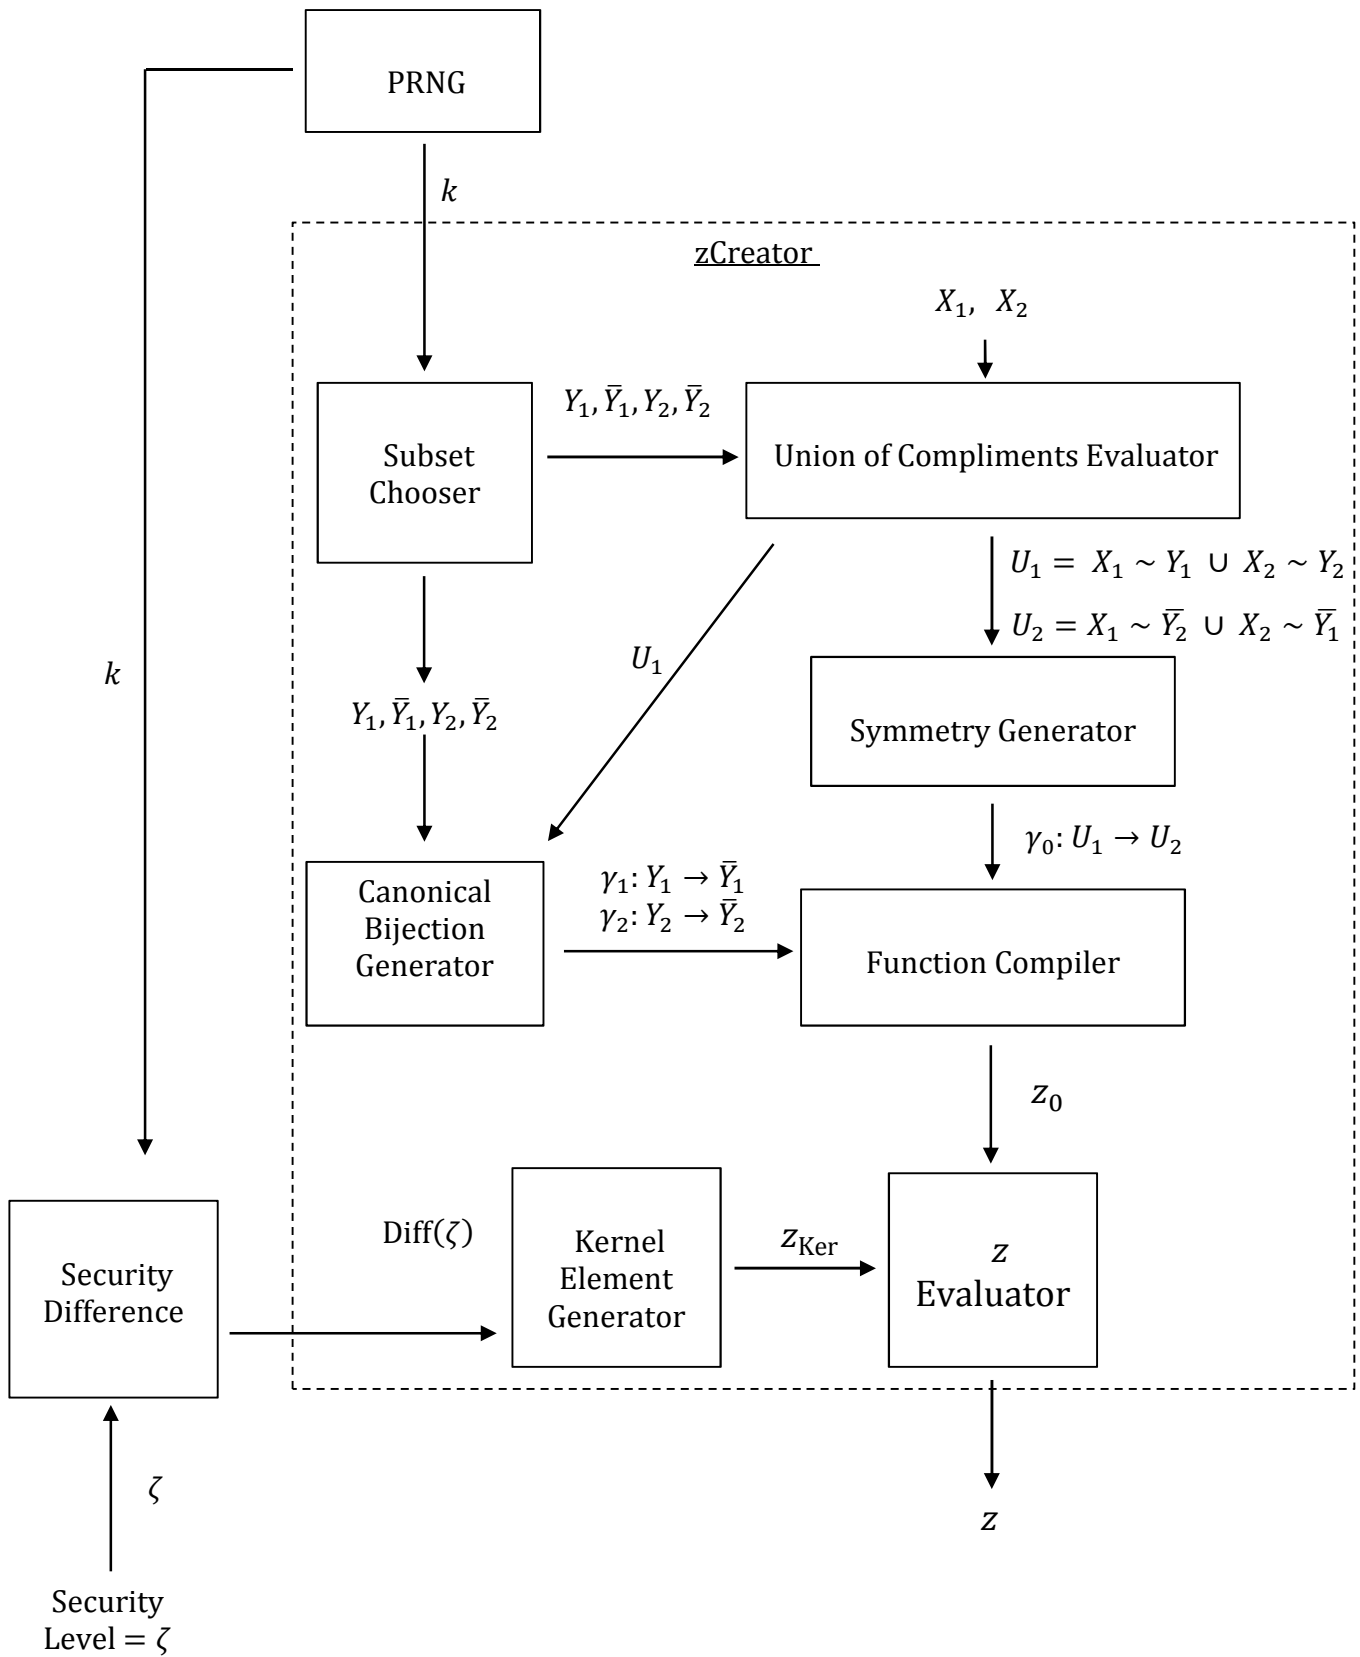 PRNG
k
zCreator
X₁, X₂
Y₁, Ȳ₁, Y₂, Ȳ₂
Subset
Chooser
Union of Compliments Evaluator
U₁ = X₁ ~ Y₁ ∪ X₂ ~ Y₂
U₂ = X₁ ~ Ȳ₂ ∪ X₂ ~ Ȳ₁
U₁
k
Y₁, Ȳ₁, Y₂, Ȳ₂
Symmetry Generator
γ₀: U₁ → U₂
Canonical
Bijection
Generator
γ₁: Y₁ → Ȳ₁
γ₂: Y₂ → Ȳ₂
Function Compiler
z₀
Security
Difference
Diff(ζ)
Kernel
Element
Generator
z_Ker
z
Evaluator
ζ
z
Security
Level = ζ